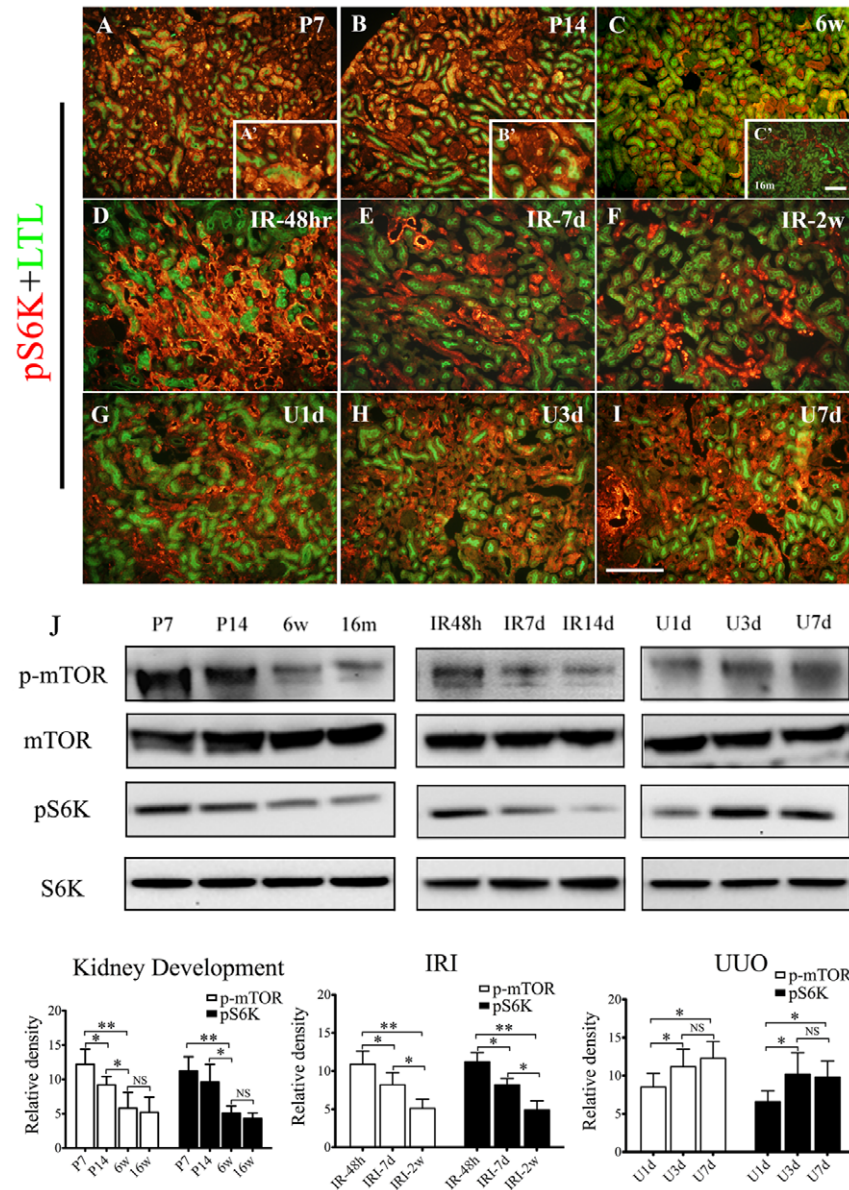 pS6K+LTL
A P7
B P14
C 6w
A'
B'
C'
16m
D IR-48hr
E IR-7d
F IR-2w
G U1d
H U3d
I U7d
J
P7 P14 6w 16m IR48h IR7d IR14d U1d U3d U7d
p-mTOR
mTOR
pS6K
S6K
Kidney Development
p-mTOR
pS6K
Relative density
20
15
10
5
0
** * * NS
** * NS
P7 P14 6w 16w P7 P14 6w 16w
IRI
p-mTOR
pS6K
Relative density
20
15
10
5
0
** * *
** * *
IR-48h IRI-7d IRI-2w IR-48h IRI-7d IRI-2w
UUO
p-mTOR
pS6K
Relative density
20
15
10
5
0
* * NS
* * NS
U1d U3d U7d U1d U3d U7d